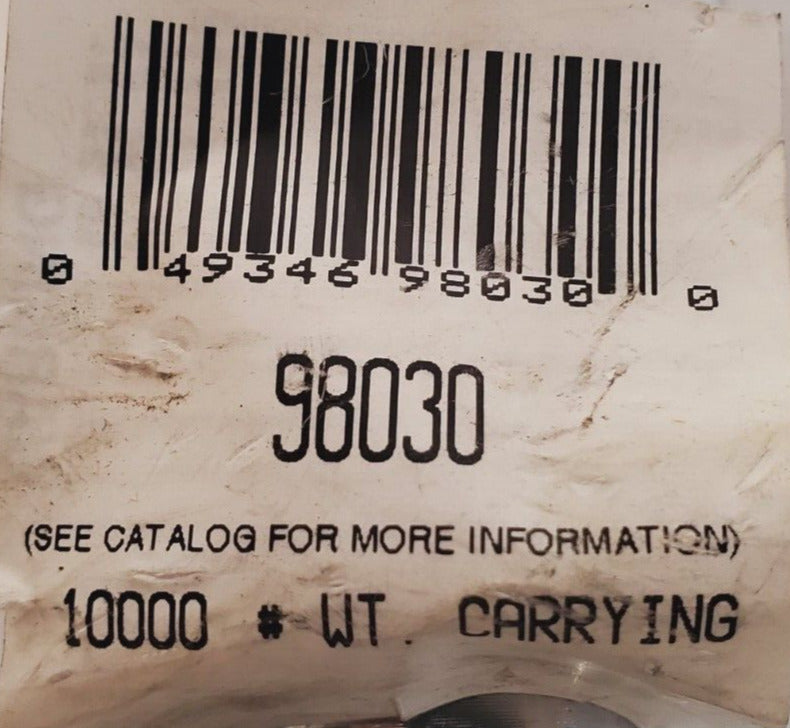 0 49346 98030 0
98030
(SEE CATALOG FOR MORE INFORMATION)
10000 # WT. CARRYING